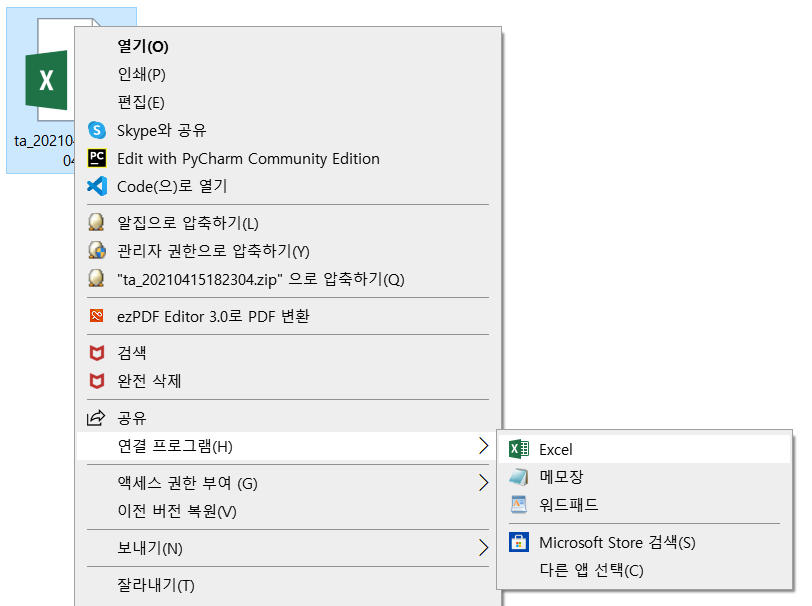 X
ta_20210
04
열기(O)
인쇄(P)
편집(E)
Skype와 공유
Edit with PyCharm Community Edition
Code(으)로 열기
알집으로 압축하기(L)
관리자 권한으로 압축하기(Y)
"ta_20210415182304.zip" 으로 압축하기(Q)
ezPDF Editor 3.0로 PDF 변환
검색
완전 삭제
공유
연결 프로그램(H)
액세스 권한 부여 (G)
이전 버전 복원(V)
보내기(N)
잘라내기(T)
Excel
메모장
워드패드
Microsoft Store 검색(S)
다른 앱 선택(C)